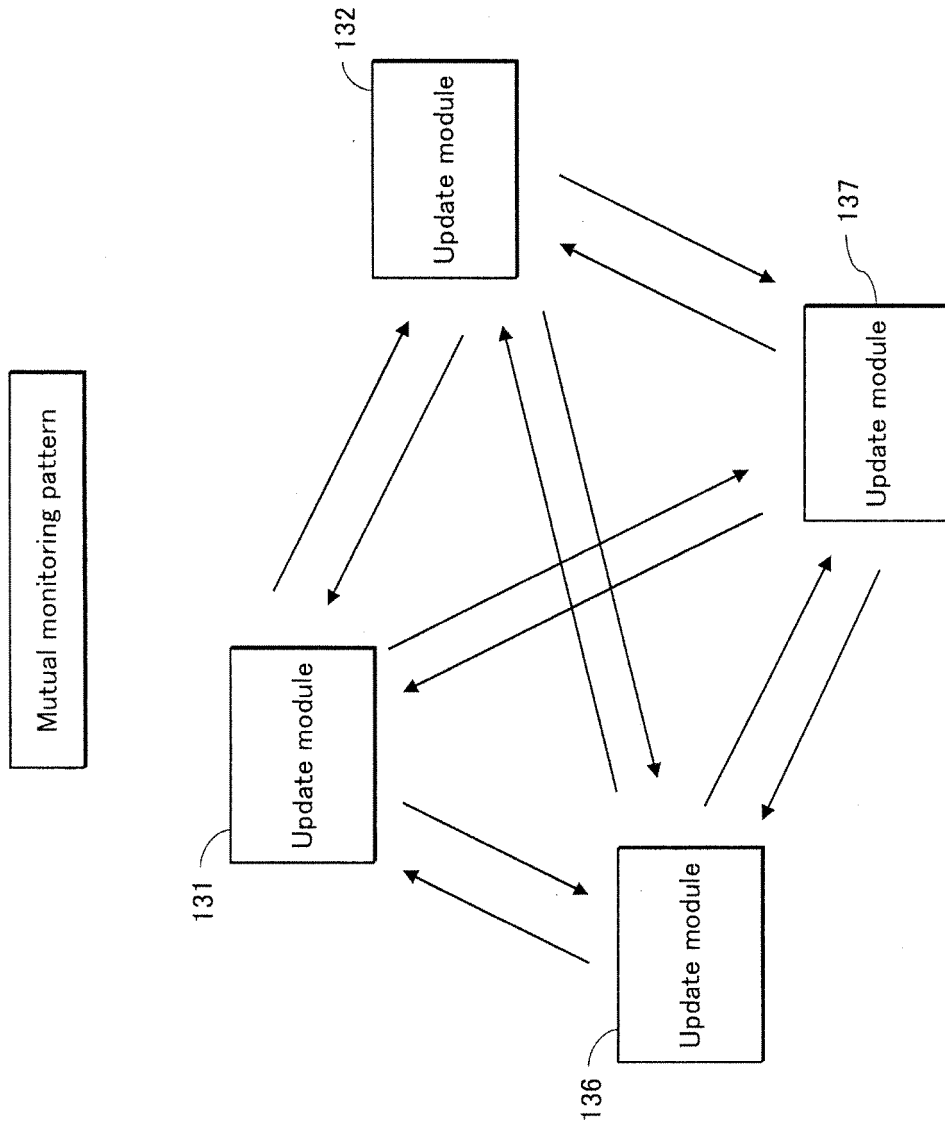 Mutual monitoring pattern
131
Update module
132
Update module
136
Update module
137
Update module